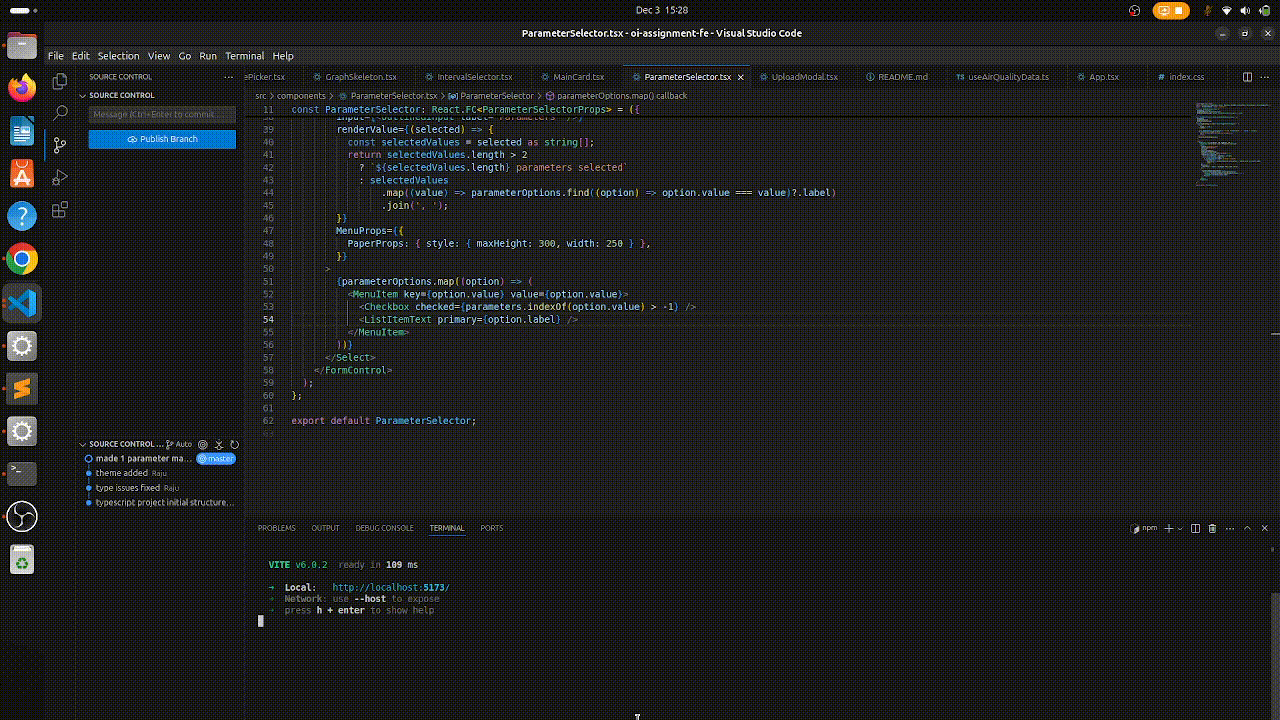 Dec 3 15:28
ParameterSelector.tsx - oi-assignment-fe - Visual Studio Code
File Edit Selection View Go Run Terminal Help
SOURCE CONTROL
ePicker.tsx GraphSkeleton.tsx IntervalSelector.tsx MainCard.tsx ParameterSelector.tsx UploadModal.tsx README.md TS useAirQualityData.ts App.tsx index.css
SOURCE CONTROL
src > components > ParameterSelector.tsx > ParameterSelector > parameterOptions.map() callback
Message (Ctrl+Enter to commit ...
Publish Branch
11 const ParameterSelector: React.FC<ParameterSelectorProps> = ({
38 input={<OutlinedInput label="Parameters" />}
39 renderValue={(selected) => {
40 const selectedValues = selected as string[];
41 return selectedValues.length > 2
42 ? `${selectedValues.length} parameters selected`
43 : selectedValues
44 .map((value) => parameterOptions.find((option) => option.value === value)?.label)
45 .join(', ');
46 }}
47 MenuProps={{
48 PaperProps: { style: { maxHeight: 300, width: 250 } },
49 }}
50 >
51 {parameterOptions.map((option) => (
52 <MenuItem key={option.value} value={option.value}>
53 <Checkbox checked={parameters.indexOf(option.value) > -1} />
54 <ListItemText primary={option.label} />
55 </MenuItem>
56 ))}
57 </Select>
58 </FormControl>
59 );
60 };
61
62 export default ParameterSelector;
63
SOURCE CONTROL ... Auto
made 1 parameter ma... master
theme added Raju
type issues fixed Raju
typescript project initial structure...
PROBLEMS OUTPUT DEBUG CONSOLE TERMINAL PORTS
npm
VITE v6.0.2 ready in 109 ms
➜ Local: http://localhost:5173/
➜ Network: use --host to expose
➜ press h + enter to show help